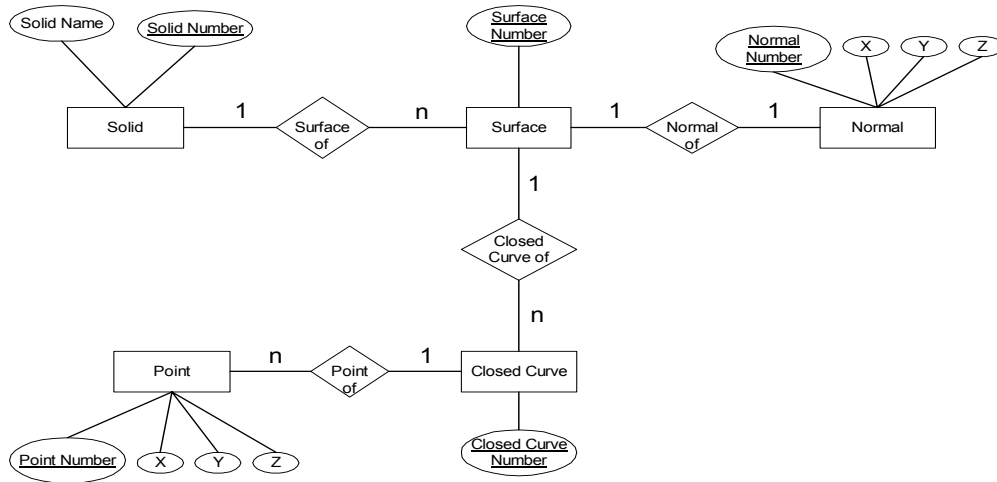 Solid Name
Solid Number
Surface
Number
Normal
Number
X
Y
Z
Solid
1
Surface
of
n
Surface
1
Normal
of
1
Normal
1
Closed
Curve of
n
Point
n
Point
of
1
Closed Curve
Point Number
X
Y
Z
Closed Curve
Number